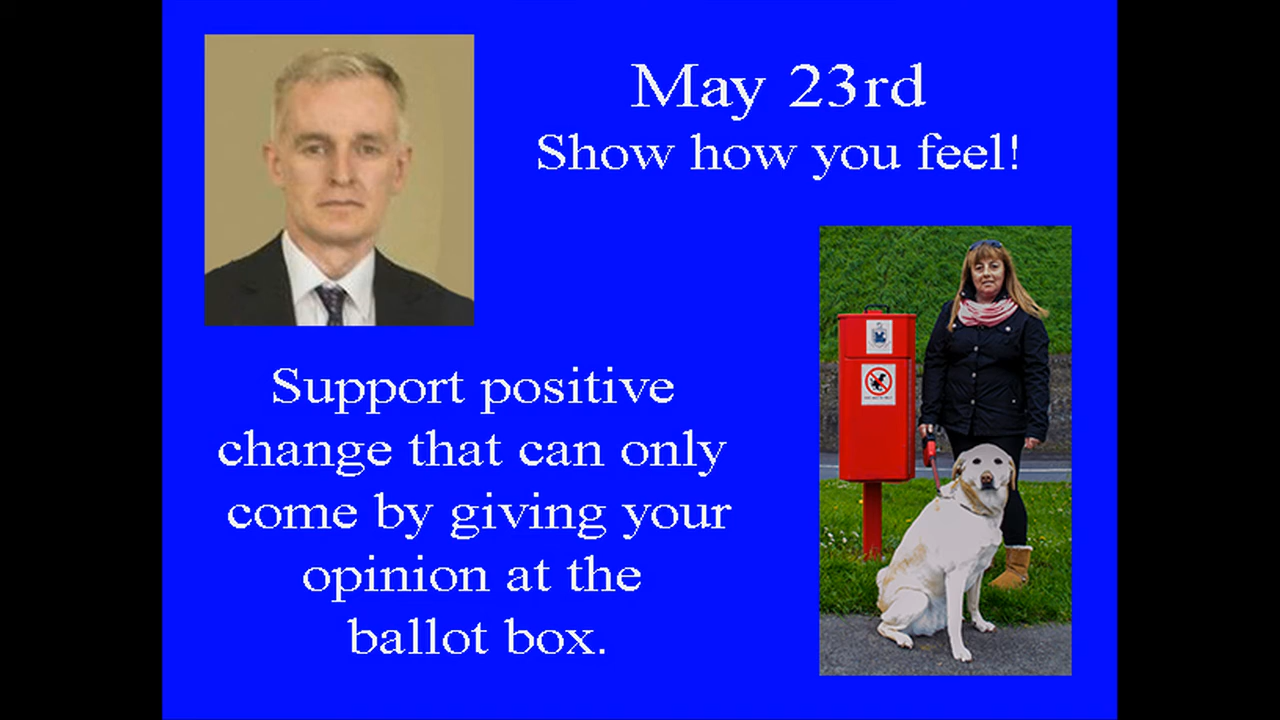 May 23rd
Show how you feel!
Support positive
change that can only
come by giving your
opinion at the
ballot box.